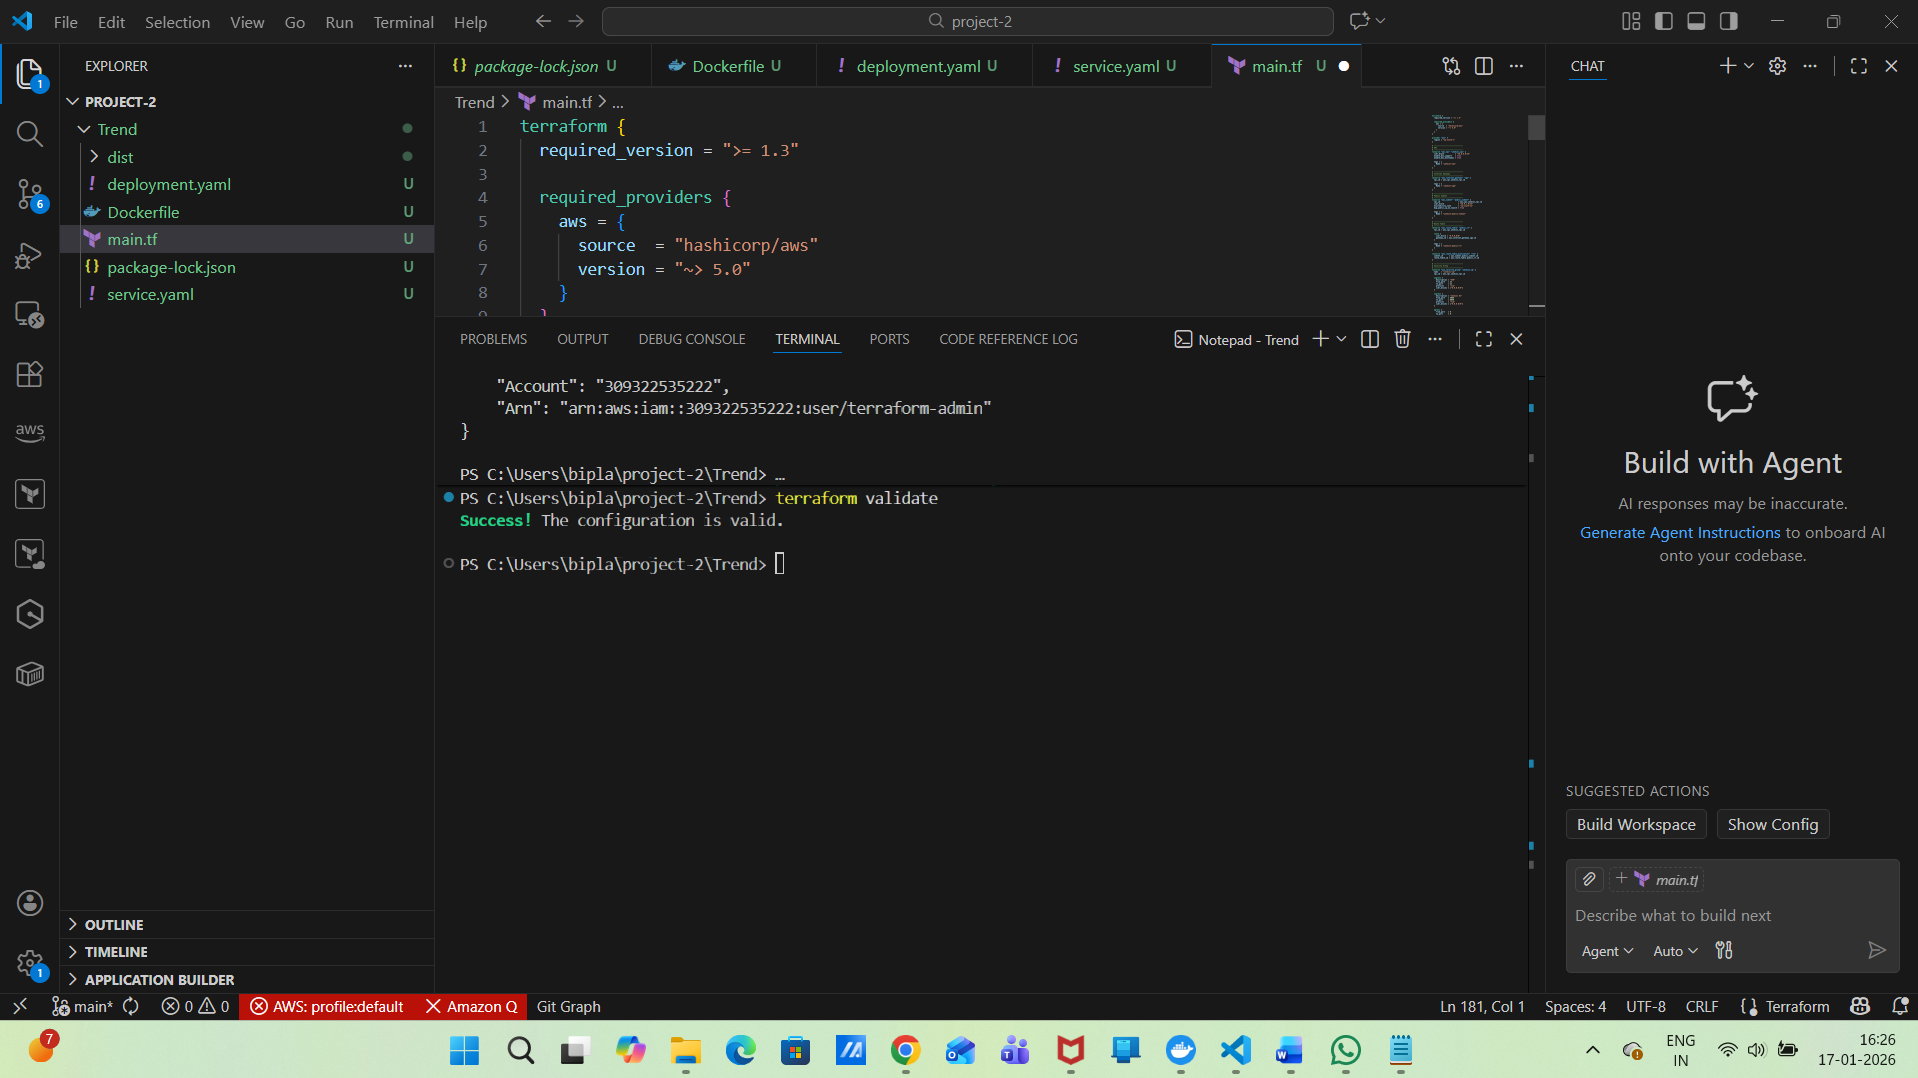 File Edit Selection View Go Run Terminal Help
project-2
EXPLORER
PROJECT-2
Trend
dist
deployment.yaml U
Dockerfile U
main.tf U
package-lock.json U
service.yaml U
OUTLINE
TIMELINE
APPLICATION BUILDER
1
6
aws
1
package-lock.json U
Dockerfile U
deployment.yaml U
service.yaml U
main.tf U
Trend > main.tf > ...
1 terraform {
2 required_version = ">= 1.3"
3
4 required_providers {
5 aws = {
6 source = "hashicorp/aws"
7 version = "~> 5.0"
8 }
9 }
PROBLEMS OUTPUT DEBUG CONSOLE TERMINAL PORTS CODE REFERENCE LOG
Notepad - Trend
"Account": "309322535222",
"Arn": "arn:aws:iam::309322535222:user/terraform-admin"
}
PS C:\Users\bipla\project-2\Trend> …
PS C:\Users\bipla\project-2\Trend> terraform validate
Success! The configuration is valid.
PS C:\Users\bipla\project-2\Trend>
CHAT
Build with Agent
AI responses may be inaccurate.
Generate Agent Instructions to onboard AI
onto your codebase.
SUGGESTED ACTIONS
Build Workspace Show Config
main.tf
Describe what to build next
Agent Auto
main* 0 0 AWS: profile:default Amazon Q Git Graph
Ln 181, Col 1 Spaces: 4 UTF-8 CRLF Terraform
7
ENG
IN
16:26
17-01-2026